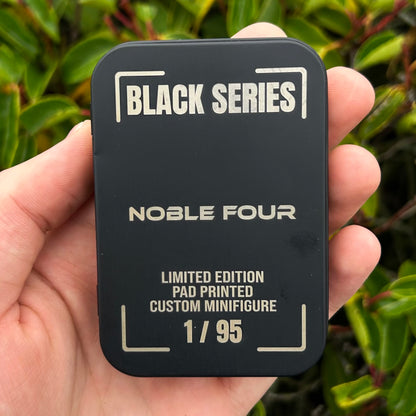 BLACK SERIES
NOBLE FOUR
LIMITED EDITION
PAD PRINTED
CUSTOM MINIFIGURE
1 / 95